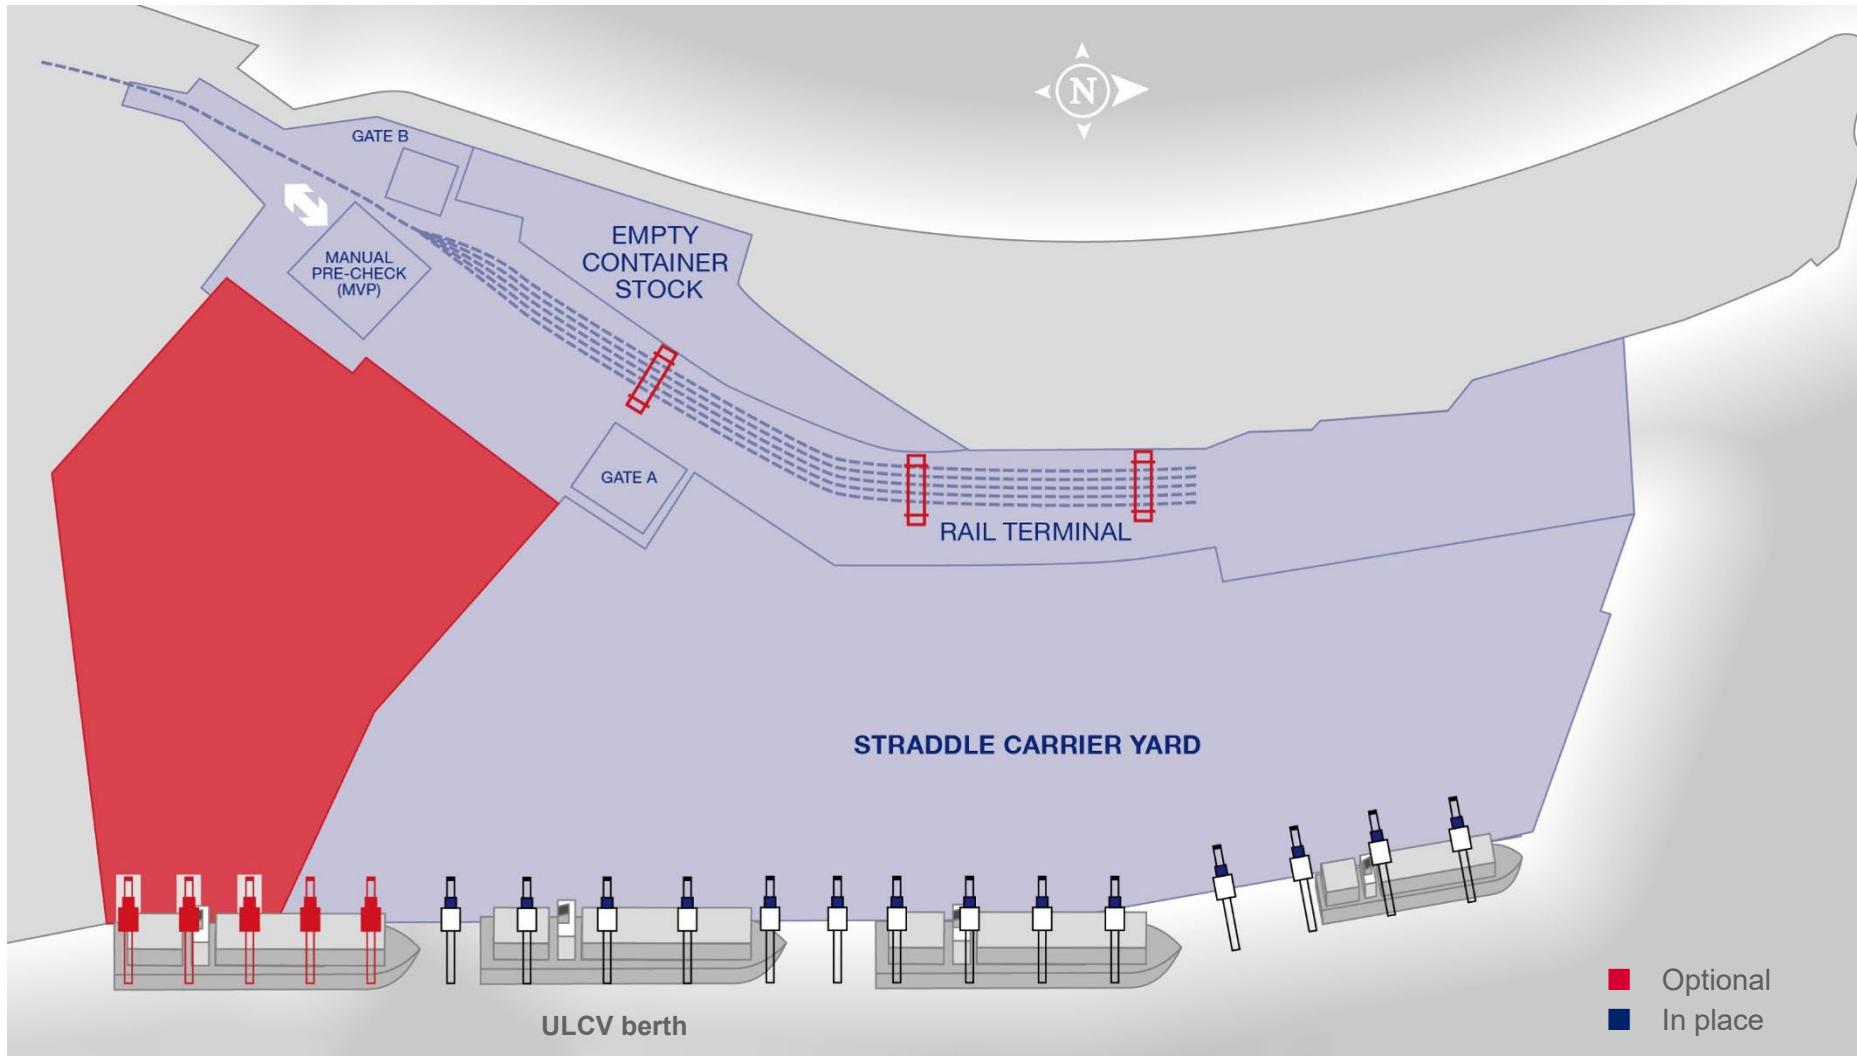 N
GATE B
EMPTY
CONTAINER
STOCK
MANUAL
PRE-CHECK
(MVP)
GATE A
RAIL TERMINAL
STRADDLE CARRIER YARD
Optional
In place
ULCV berth